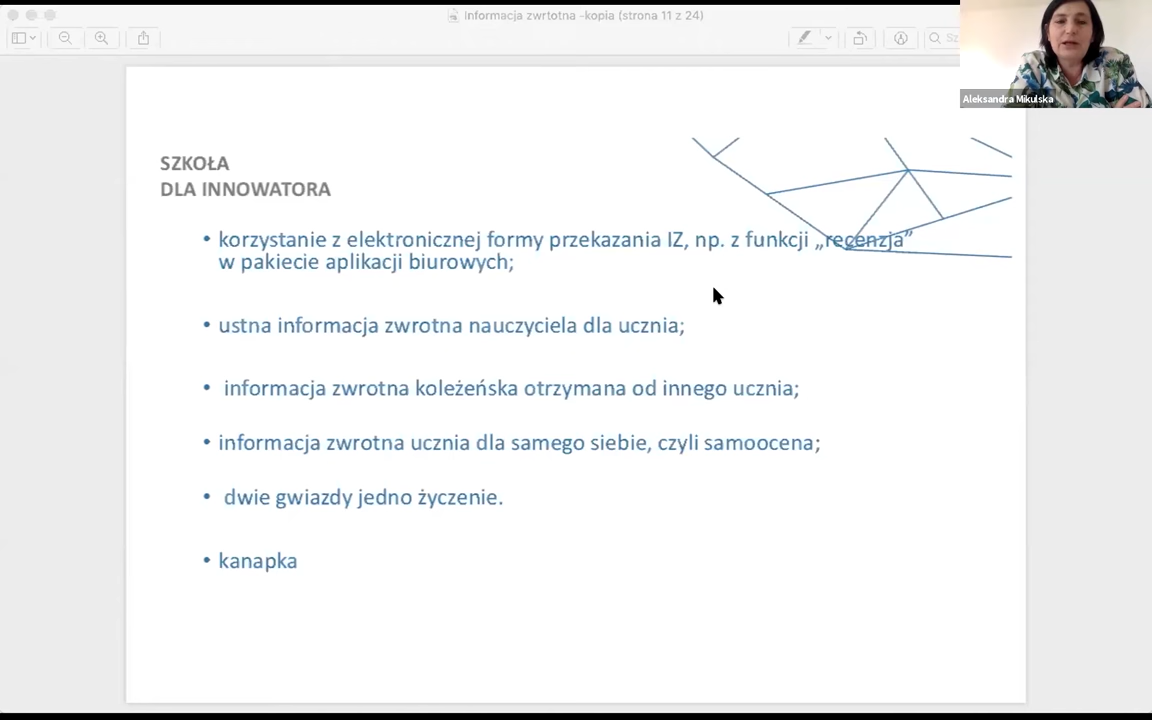 Informacja zwrtotna -kopia (strona 11 z 24)
Sz
Aleksandra Mikulska
SZKOŁA
DLA INNOWATORA
• korzystanie z elektronicznej formy przekazania IZ, np. z funkcji „recenzja”
w pakiecie aplikacji biurowych;
• ustna informacja zwrotna nauczyciela dla ucznia;
• informacja zwrotna koleżeńska otrzymana od innego ucznia;
• informacja zwrotna ucznia dla samego siebie, czyli samoocena;
• dwie gwiazdy jedno życzenie.
• kanapka